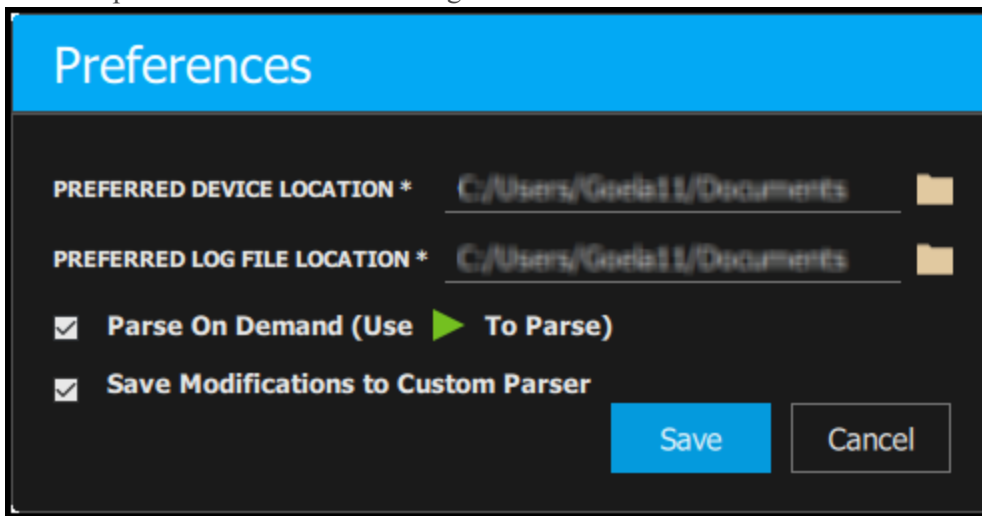 Preferences
PREFERRED DEVICE LOCATION *
PREFERRED LOG FILE LOCATION *
Parse On Demand (Use To Parse)
Save Modifications to Custom Parser
Save Cancel